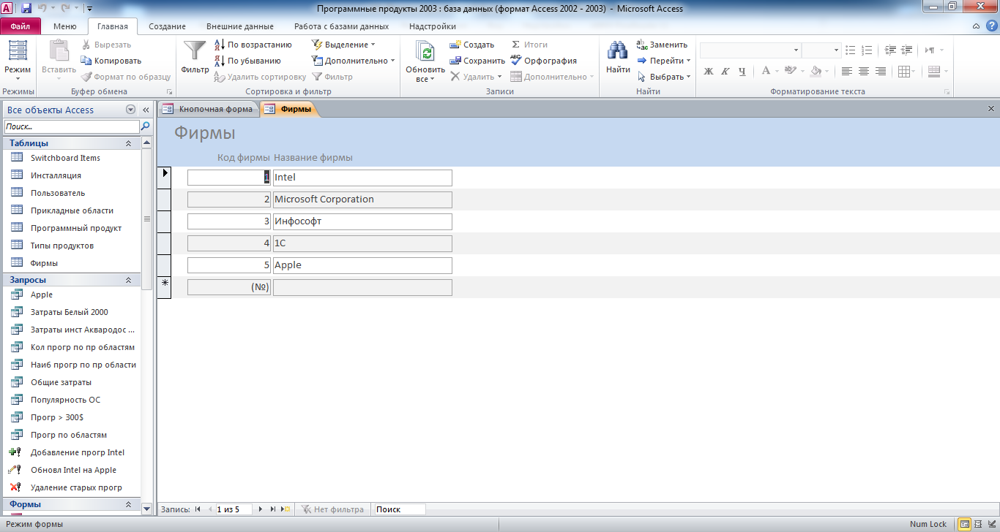 Программные продукты 2003 : база данных (формат Access 2002 - 2003) - Microsoft Access
Файл Меню Главная Создание Внешние данные Работа с базами данных Надстройки
Режим
Режимы
Вставить
Вырезать
Копировать
Формат по образцу
Буфер обмена
Фильтр
По возрастанию
По убыванию
Удалить сортировку
Выделение
Дополнительно
Фильтр
Сортировка и фильтр
Обновить
все
Создать
Сохранить
Удалить
Итоги
Орфография
Дополнительно
Записи
Найти
Заменить
Перейти
Выбрать
Найти
Ж К Ч А
Форматирование текста
Все объекты Access
Поиск...
Таблицы
Switchboard Items
Инсталляция
Пользователь
Прикладные области
Программный продукт
Типы продуктов
Фирмы
Запросы
Apple
Затраты Белый 2000
Затраты инст Аквародос ...
Кол прогр по пр областям
Наиб прогр по пр области
Общие затраты
Популярность ОС
Прогр > 300$
Прогр по областям
Добавление прогр Intel
Обновл Intel на Apple
Удаление старых прогр
Формы
Кнопочная форма Фирмы
Фирмы
Код фирмы Название фирмы
1 Intel
2 Microsoft Corporation
3 Инфософт
4 1C
5 Apple
(№)
Запись: 1 из 5 Нет фильтра Поиск
Режим формы Num Lock